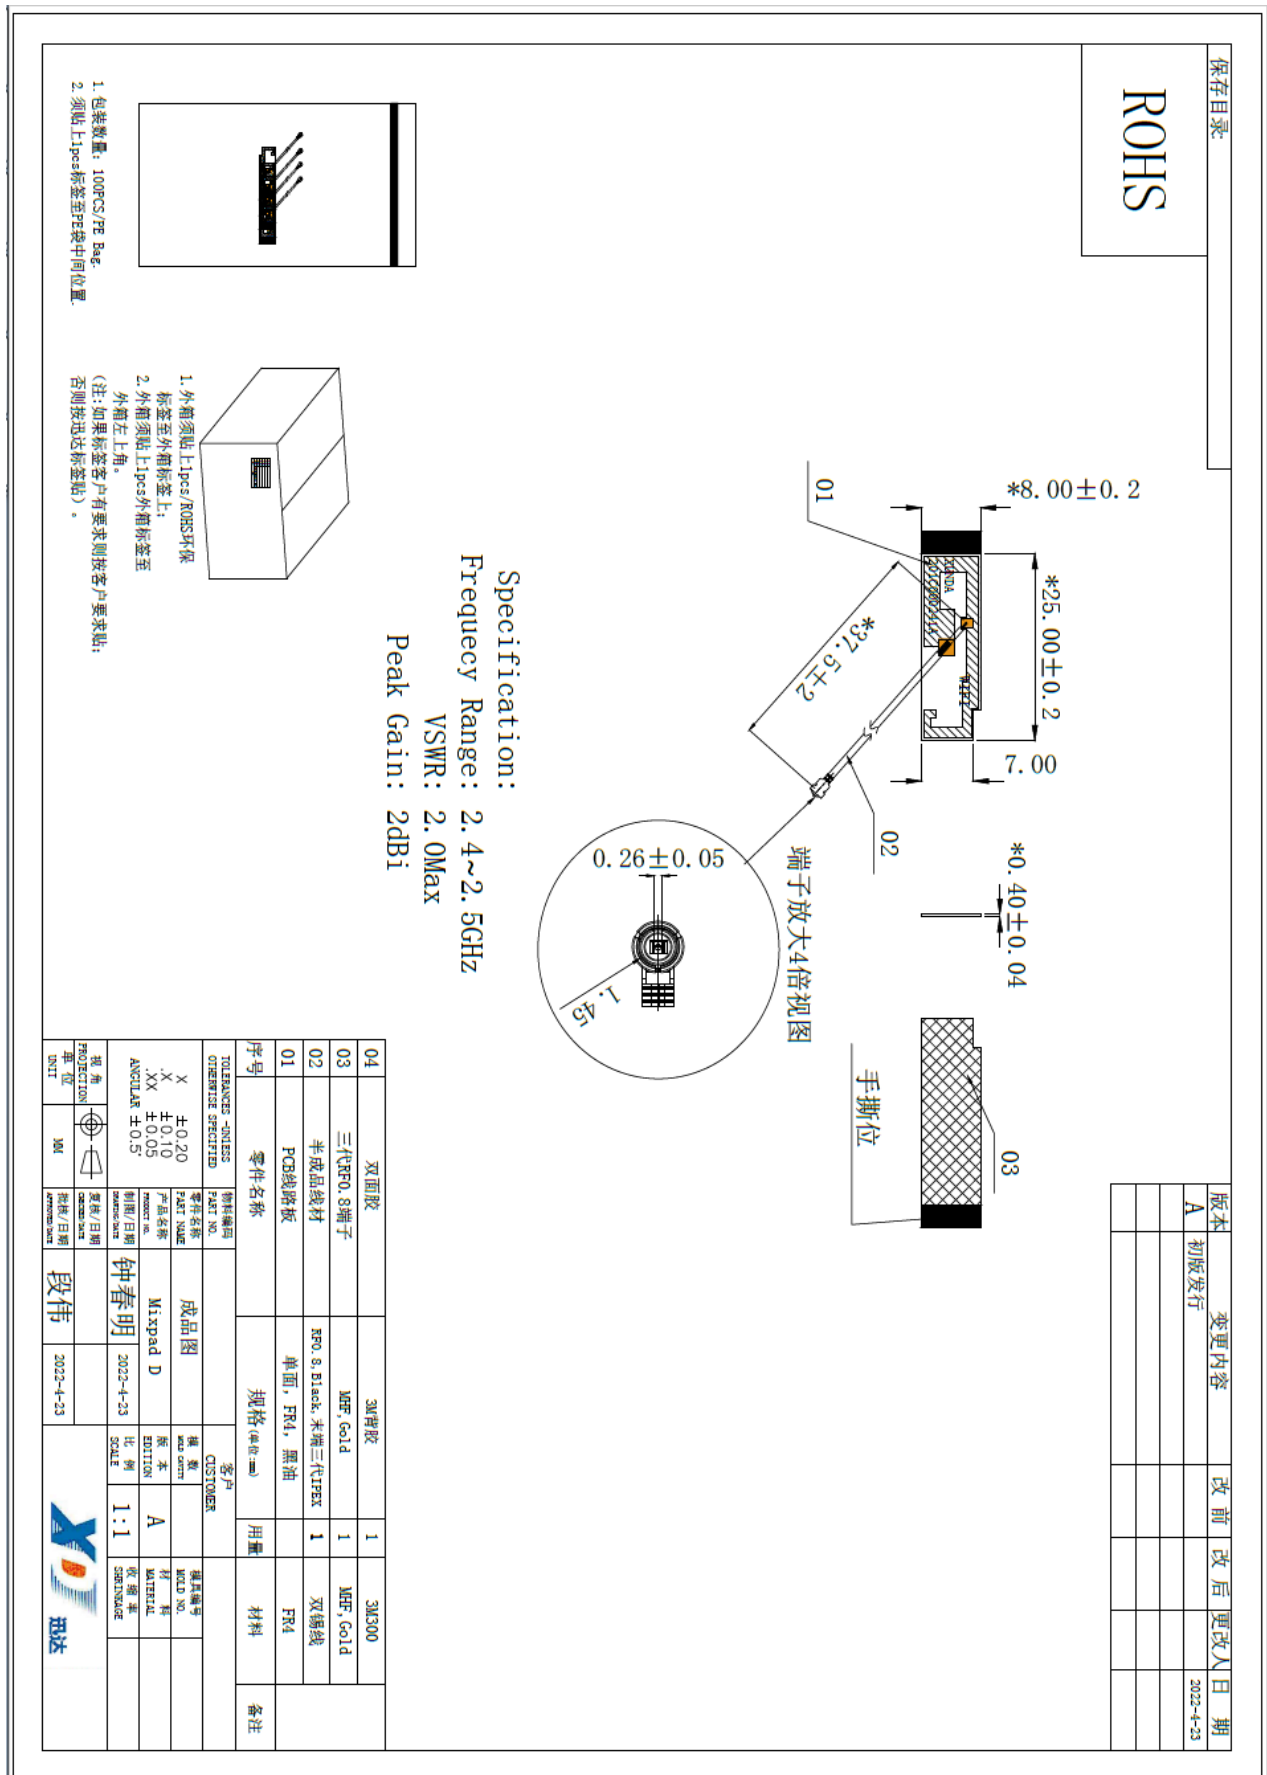 保存目录:
ROHS
版本
变更内容
改 前
改 后
更改人
日 期
A
初版发行
2022-4-23
*8.00±0.2
*25.00±0.2
7.00
01
XUNDA
WIFI
*37.5±2
02
*0.40±0.04
03
手撕位
端子放大4倍视图
0.26±0.05
1.45
Specification:
Frequecy Range: 2.4~2.5GHz
VSWR: 2.0Max
Peak Gain: 2dBi
1.包装数量: 100PCS/PE Bag.
2.须贴上1pcs标签至PE袋中间位置.
1.外箱须贴上1pcs/ROHS环保
标签至外箱标签上;
2.外箱须贴上1pcs外箱标签至
外箱左上角。
(注:如果标签客户有要求则按客户要求贴;
否则按迅达标签贴)。
04 双面胶 3M背胶 1 3M300
03 三代RF0.8端子 MHF,Gold 1 MHF,Gold
02 半成品线材 RF0.8,Black,末端三代IPEX 1 双锡线
01 PCB线路板 单面, FR4, 黑油 FR4
序号 零件名称 规格(单位:mm) 用量 材料 备注
TOLERANCES -UNLESS
OTHERWISE SPECIFIED
X ±0.20
.X ±0.10
.XX ±0.05
ANGULAR ±0.5°
视 角
PROJECTION
单 位
UNIT
MM
物料编码
PART NO.
零件名称
PART NAME
成品图
产品名称
PRODUCT NO.
Mixpad D
制图/日期
DRAWING/DATE
钟春明
2022-4-23
复核/日期
CHECKED/DATE
批核/日期
APPROVED/DATE
段伟
2022-4-23
客户
CUSTOMER
模 数
MOLD CAVITY
模具编号
MOLD NO.
版 本
EDITION
A
材 料
MATERIAL
比 例
SCALE
1:1
收 缩 率
SHRINKAGE
XD
迅达